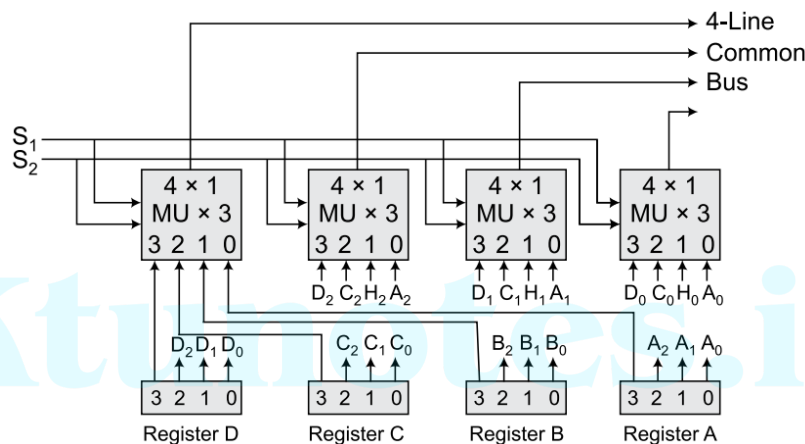 4-Line
Common
Bus
S₁
S₂
4 × 1
MU × 3
3 2 1 0
4 × 1
MU × 3
3 2 1 0
4 × 1
MU × 3
3 2 1 0
4 × 1
MU × 3
3 2 1 0
D₂ C₂ H₂ A₂
D₁ C₁ H₁ A₁
D₀ C₀ H₀ A₀
D₂ D₁ D₀
C₂ C₁ C₀
B₂ B₁ B₀
A₂ A₁ A₀
3 2 1 0
3 2 1 0
3 2 1 0
3 2 1 0
Register D
Register C
Register B
Register A
Ktunotes.i